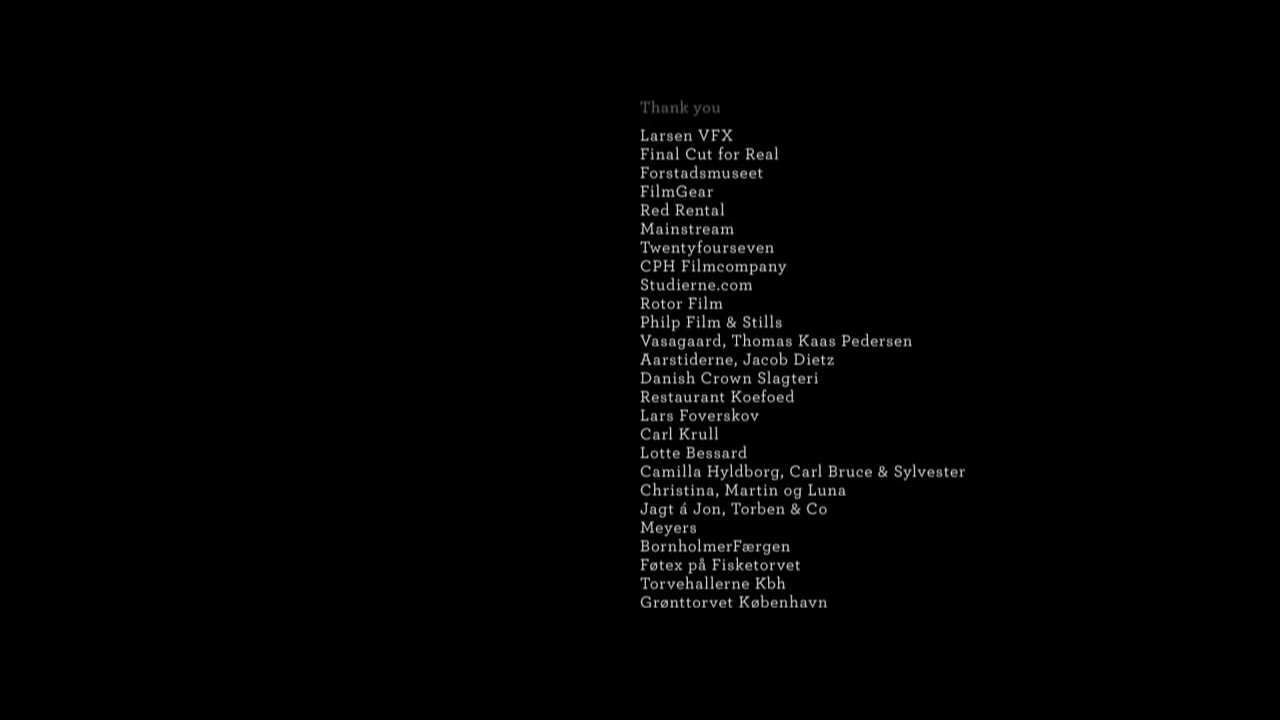 Thank you
Larsen VFX
Final Cut for Real
Forstadsmuseet
FilmGear
Red Rental
Mainstream
Twentyfourseven
CPH Filmcompany
Studierne.com
Rotor Film
Philp Film & Stills
Vasagaard, Thomas Kaas Pedersen
Aarstiderne, Jacob Dietz
Danish Crown Slagteri
Restaurant Koefoed
Lars Foverskov
Carl Krull
Lotte Bessard
Camilla Hyldborg, Carl Bruce & Sylvester
Christina, Martin og Luna
Jagt á Jon, Torben & Co
Meyers
BornholmerFærgen
Føtex på Fisketorvet
Torvehallerne Kbh
Grønttorvet København